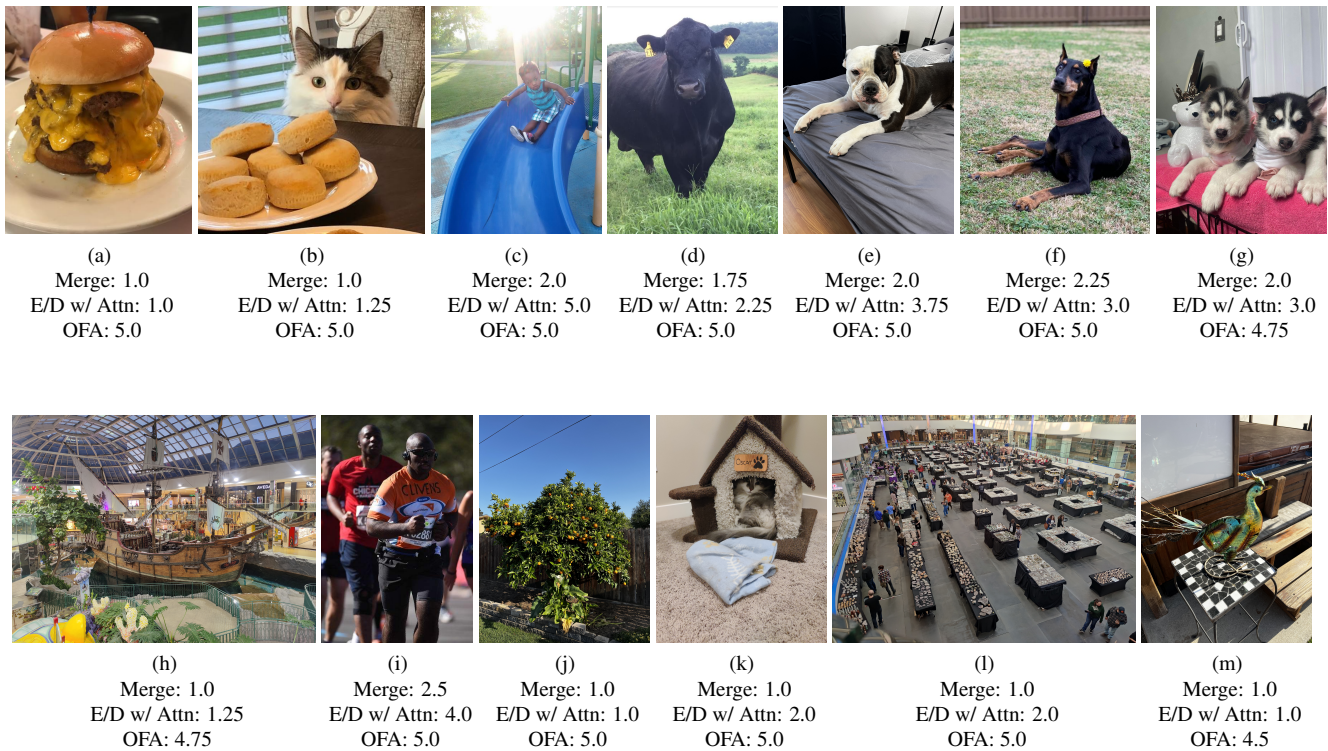 (a)
Merge: 1.0
E/D w/ Attn: 1.0
OFA: 5.0
(b)
Merge: 1.0
E/D w/ Attn: 1.25
OFA: 5.0
(c)
Merge: 2.0
E/D w/ Attn: 5.0
OFA: 5.0
(d)
Merge: 1.75
E/D w/ Attn: 2.25
OFA: 5.0
(e)
Merge: 2.0
E/D w/ Attn: 3.75
OFA: 5.0
(f)
Merge: 2.25
E/D w/ Attn: 3.0
OFA: 5.0
(g)
Merge: 2.0
E/D w/ Attn: 3.0
OFA: 4.75
CHICAGO
CLIVENS
(h)
Merge: 1.0
E/D w/ Attn: 1.25
OFA: 4.75
(i)
Merge: 2.5
E/D w/ Attn: 4.0
OFA: 5.0
(j)
Merge: 1.0
E/D w/ Attn: 1.0
OFA: 5.0
(k)
Merge: 1.0
E/D w/ Attn: 2.0
OFA: 5.0
(l)
Merge: 1.0
E/D w/ Attn: 2.0
OFA: 5.0
(m)
Merge: 1.0
E/D w/ Attn: 1.0
OFA: 4.5